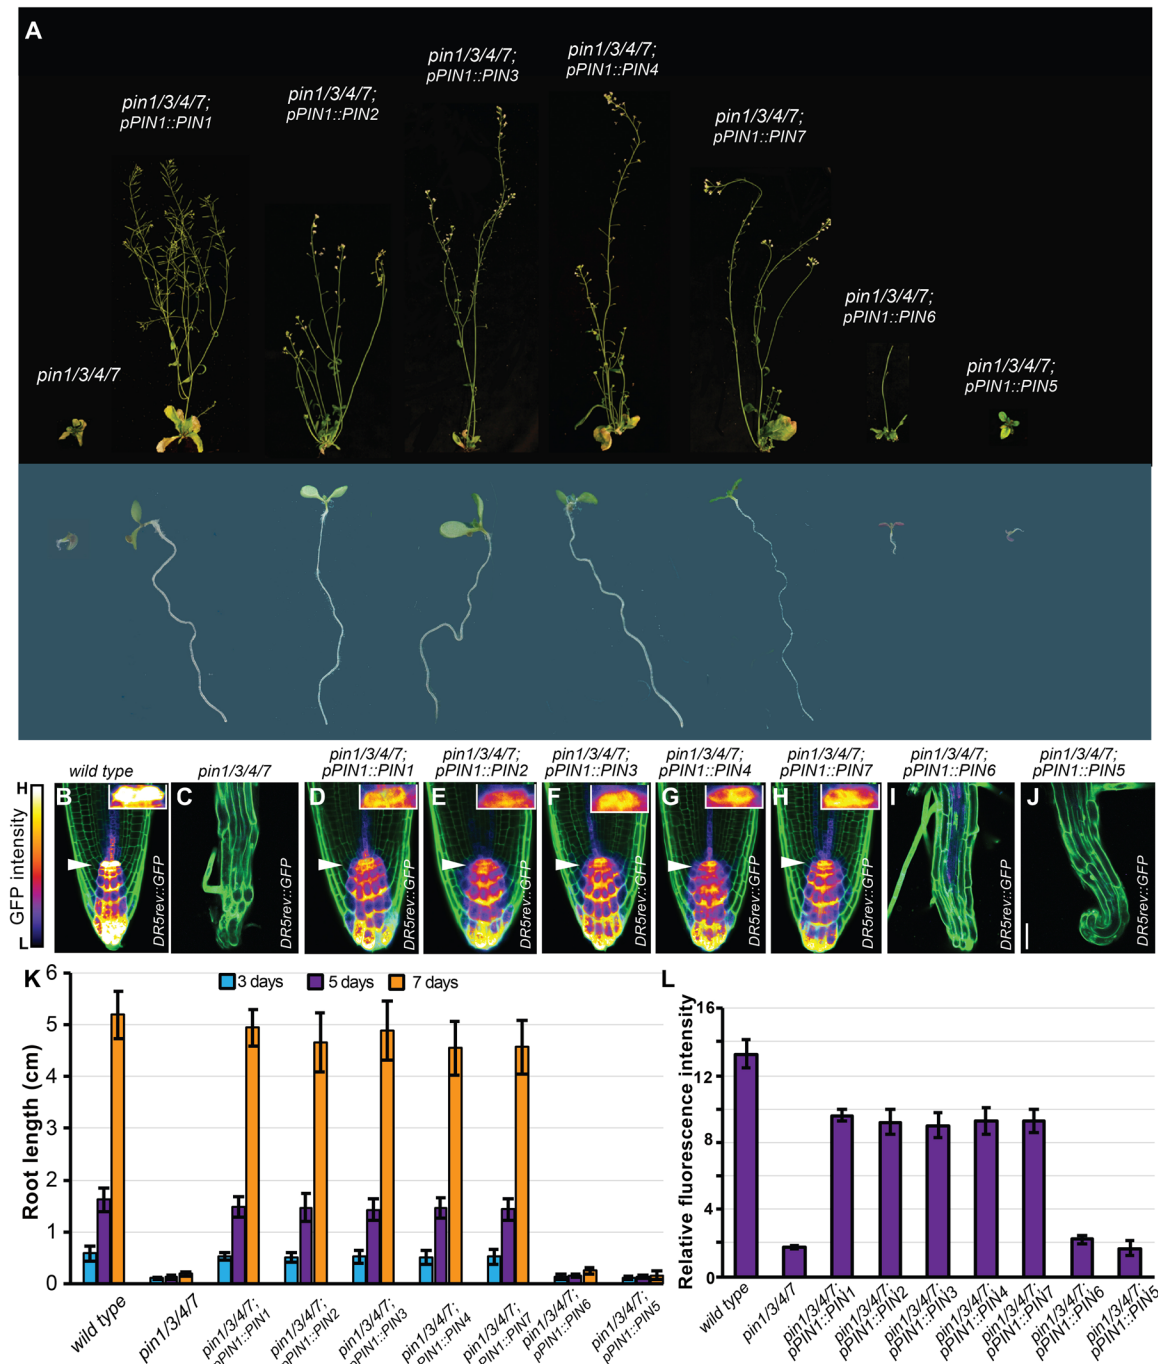 A
pin1/3/4/7;
pPIN1::PIN3
pin1/3/4/7;
pPIN1::PIN4
pin1/3/4/7;
pPIN1::PIN1
pin1/3/4/7;
pPIN1::PIN2
pin1/3/4/7;
pPIN1::PIN7
pin1/3/4/7;
pPIN1::PIN6
pin1/3/4/7
pin1/3/4/7;
pPIN1::PIN5
wild type
pin1/3/4/7
pin1/3/4/7;
pPIN1::PIN1
pin1/3/4/7;
pPIN1::PIN2
pin1/3/4/7;
pPIN1::PIN3
pin1/3/4/7;
pPIN1::PIN4
pin1/3/4/7;
pPIN1::PIN7
pin1/3/4/7;
pPIN1::PIN6
pin1/3/4/7;
pPIN1::PIN5
H
GFP intensity
L
B
DR5rev::GFP
C
DR5rev::GFP
D
DR5rev::GFP
E
DR5rev::GFP
F
DR5rev::GFP
G
DR5rev::GFP
H
DR5rev::GFP
I
DR5rev::GFP
J
DR5rev::GFP
K
3 days
5 days
7 days
Root length (cm)
6
5
4
3
2
1
0
wild type
pin1/3/4/7
pin1/3/4/7;
pPIN1::PIN1
pin1/3/4/7;
pPIN1::PIN2
pin1/3/4/7;
pPIN1::PIN3
pin1/3/4/7;
pPIN1::PIN4
pin1/3/4/7;
pPIN1::PIN7
pin1/3/4/7;
pPIN1::PIN6
pin1/3/4/7;
pPIN1::PIN5
L
Relative fluorescence intensity
16
12
8
4
0
wild type
pin1/3/4/7
pin1/3/4/7;
pPIN1::PIN1
pin1/3/4/7;
pPIN1::PIN2
pin1/3/4/7;
pPIN1::PIN3
pin1/3/4/7;
pPIN1::PIN4
pin1/3/4/7;
pPIN1::PIN7
pin1/3/4/7;
pPIN1::PIN6
pin1/3/4/7;
pPIN1::PIN5